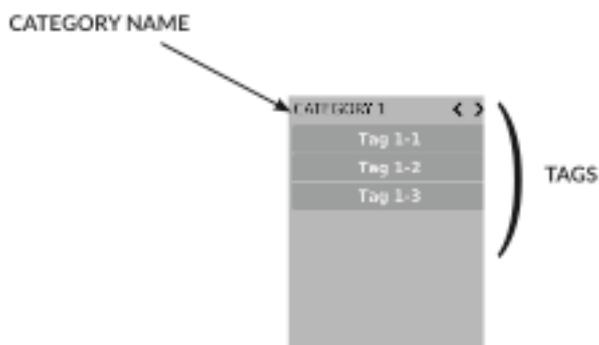 CATEGORY NAME
CATEGORY 1 < >
Tag 1-1
Tag 1-2
Tag 1-3
TAGS